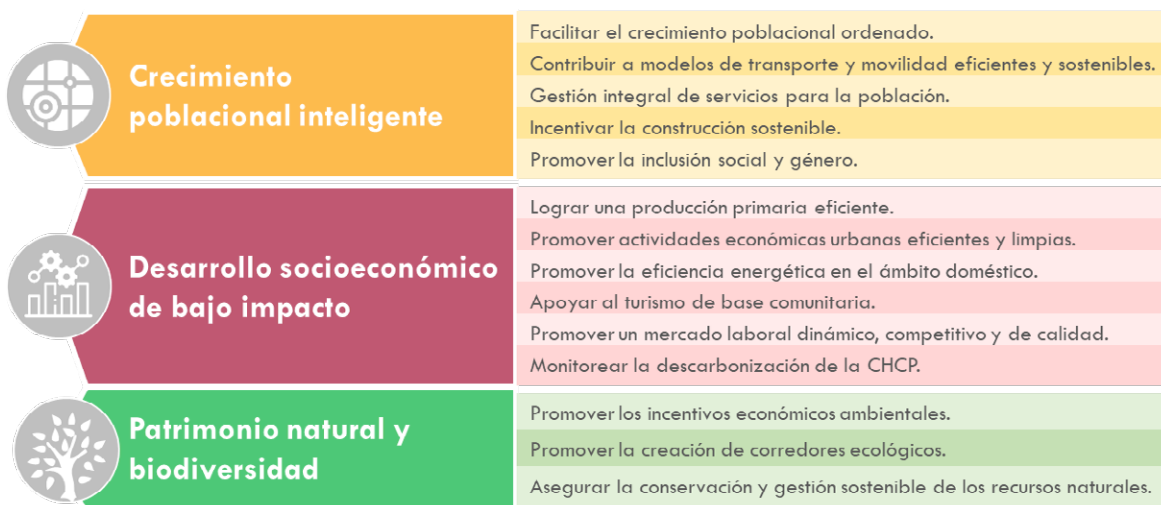 Crecimiento
poblacional inteligente
Facilitar el crecimiento poblacional ordenado.
Contribuir a modelos de transporte y movilidad eficientes y sostenibles.
Gestión integral de servicios para la población.
Incentivar la construcción sostenible.
Promover la inclusión social y género.
Desarrollo socioeconómico
de bajo impacto
Lograr una producción primaria eficiente.
Promover actividades económicas urbanas eficientes y limpias.
Promover la eficiencia energética en el ámbito doméstico.
Apoyar al turismo de base comunitaria.
Promover un mercado laboral dinámico, competitivo y de calidad.
Monitorear la descarbonización de la CHCP.
Patrimonio natural y
biodiversidad
Promover los incentivos económicos ambientales.
Promover la creación de corredores ecológicos.
Asegurar la conservación y gestión sostenible de los recursos naturales.